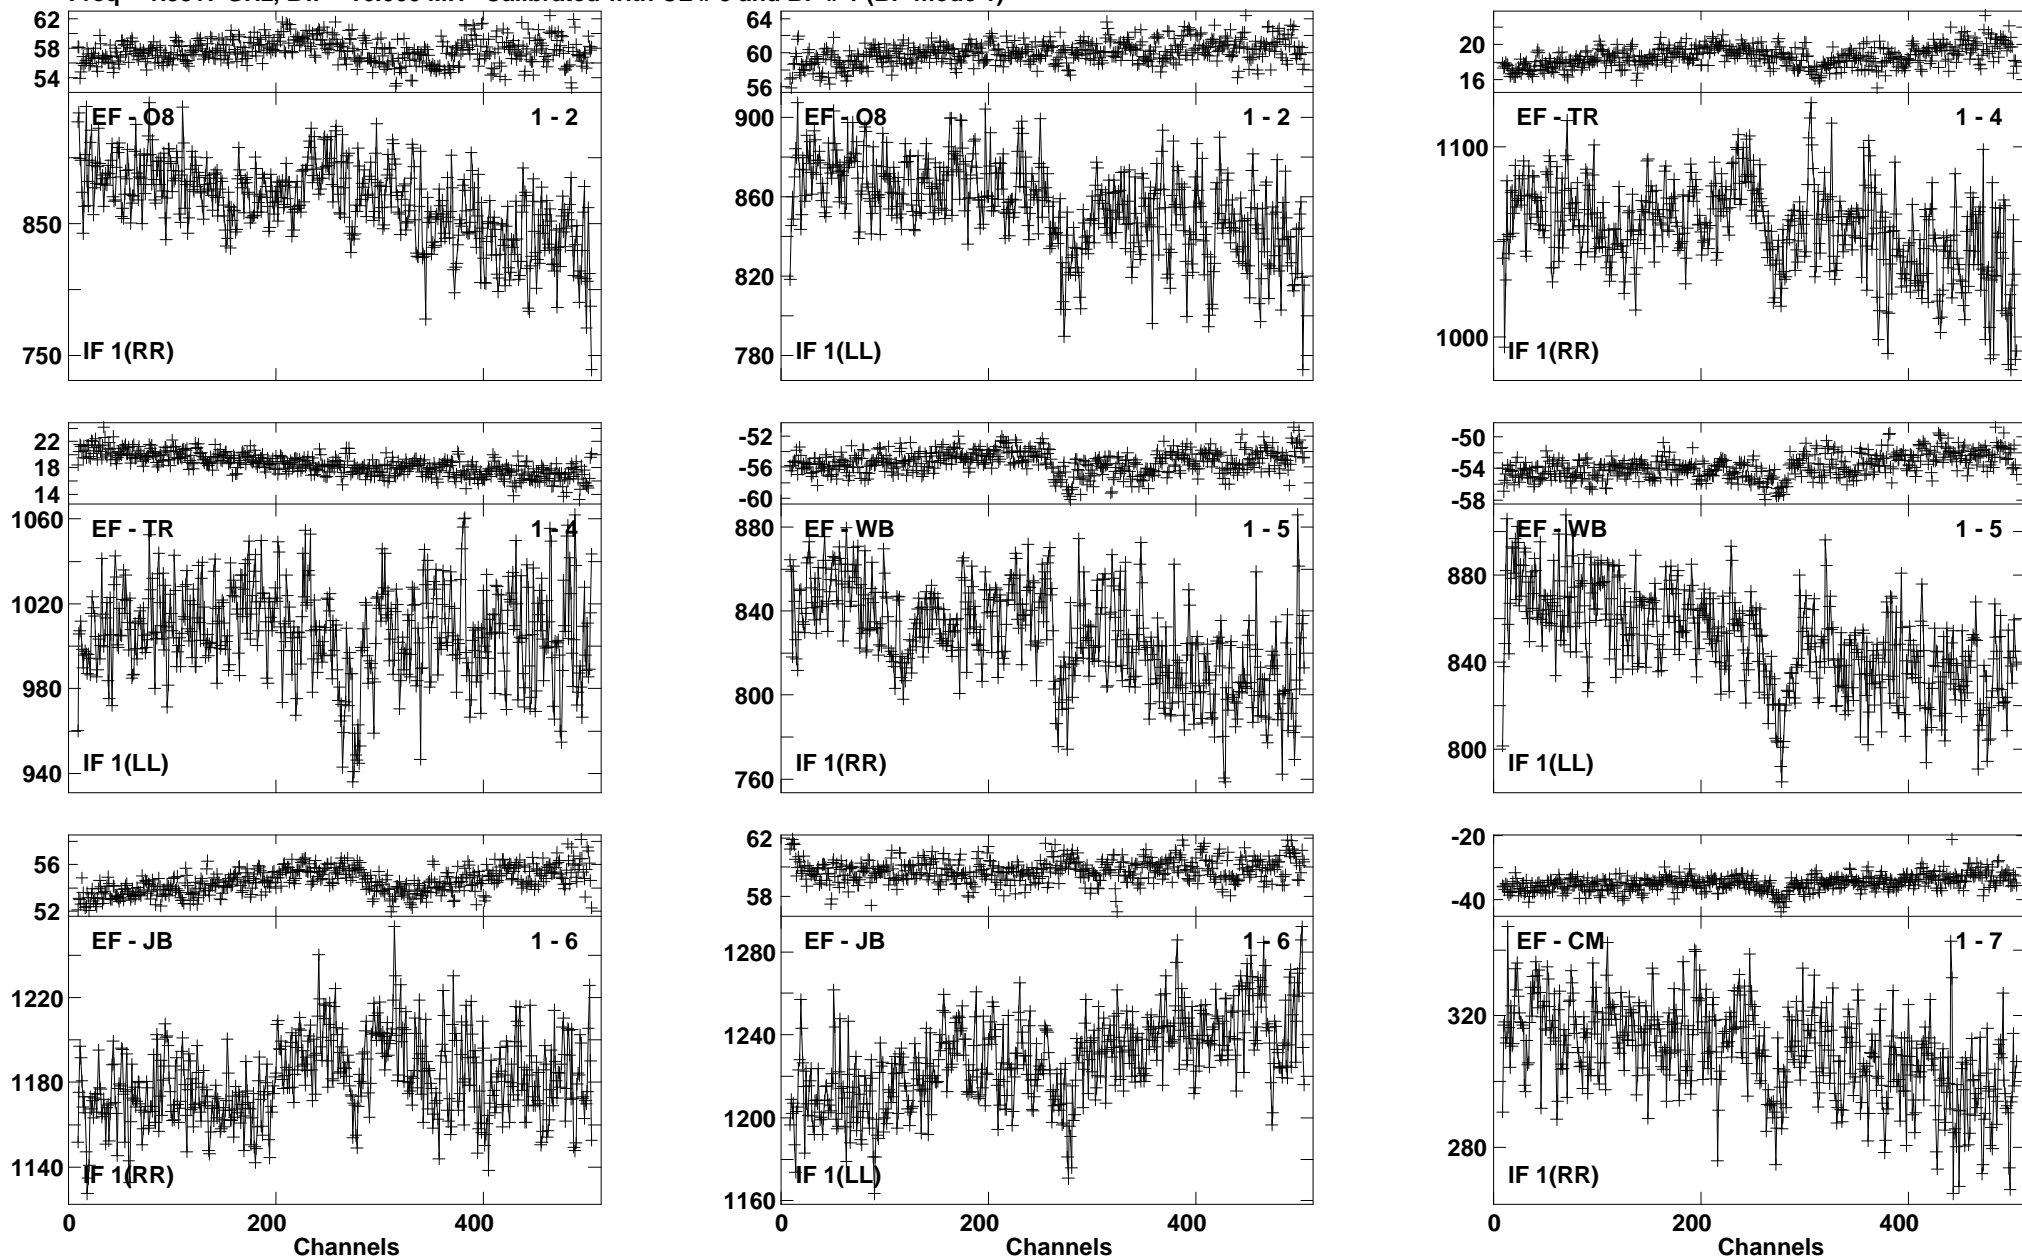 62
58
54
EF - O8 1 - 2
850
750
IF 1(RR)
64
60
56
900
EF - O8 1 - 2
860
820
780
IF 1(LL)
20
16
EF - TR 1 - 4
1100
1000
IF 1(RR)
22
18
14
1060
EF - TR 1 - 4
1020
980
940
IF 1(LL)
-52
-56
-60
880
EF - WB 1 - 5
840
800
760
IF 1(RR)
-50
-54
-58
EF - WB 1 - 5
880
840
800
IF 1(LL)
56
52
EF - JB 1 - 6
1220
1180
1140
IF 1(RR)
0 200 400
Channels
62
58
EF - JB 1 - 6
1280
1240
1200
1160
IF 1(LL)
0 200 400
Channels
-20
-40
EF - CM 1 - 7
320
280
IF 1(RR)
0 200 400
Channels